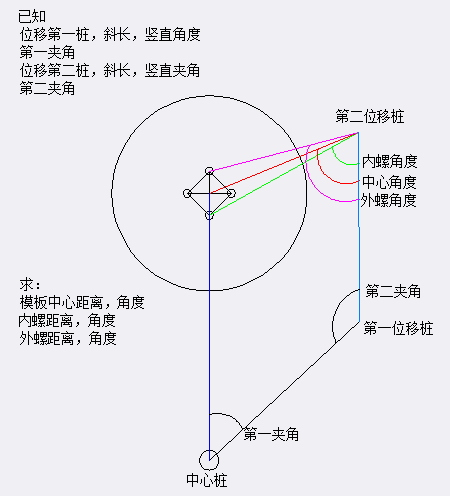 已知
位移第一桩，斜长，竖直角度
第一夹角
位移第二桩，斜长，竖直夹角
第二夹角
第二位移桩
内螺角度
中心角度
外螺角度
求：
模板中心距离，角度
内螺距离，角度
外螺距离，角度
第二夹角
第一位移桩
第一夹角
中心桩